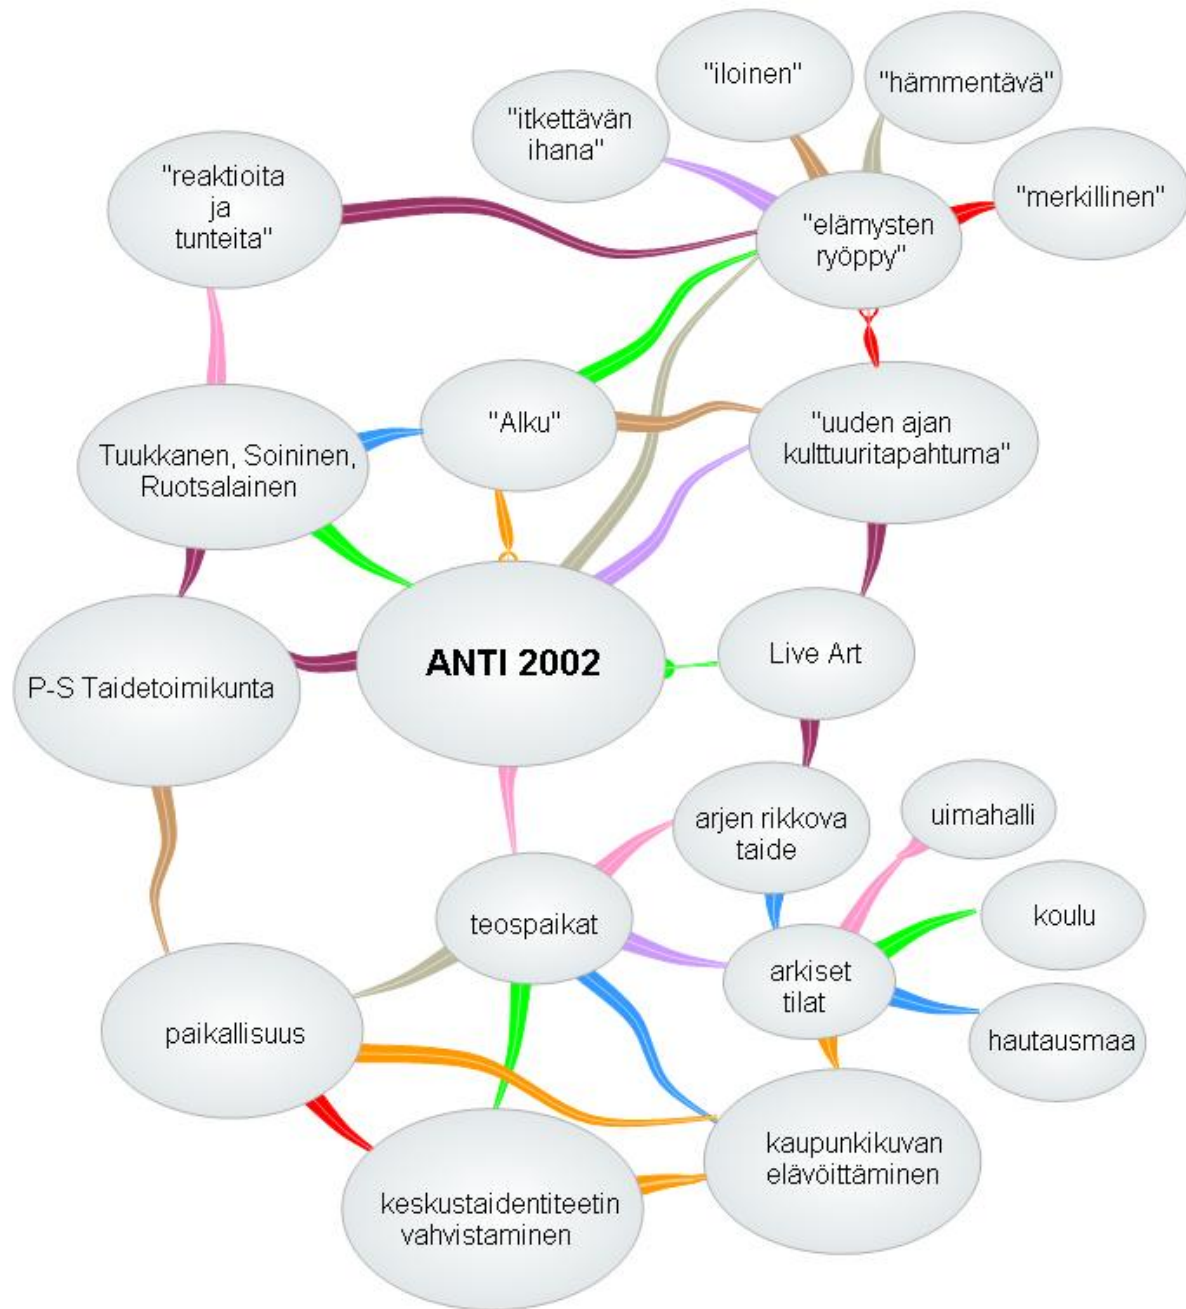 "iloinen"
"hämmentävä"
"itkettävän
ihana"
"reaktioita
ja
tunteita"
"merkillinen"
"elämysten
ryöppy"
"Alku"
"uuden ajan
kulttuuritapahtuma"
Tuukkanen, Soininen,
Ruotsalainen
ANTI 2002
Live Art
P-S Taidetoimikunta
arjen rikkova
taide
uimahalli
teospaikat
koulu
arkiset
tilat
paikallisuus
hautausmaa
kaupunkikuvan
elävöittäminen
keskustaidentiteetin
vahvistaminen